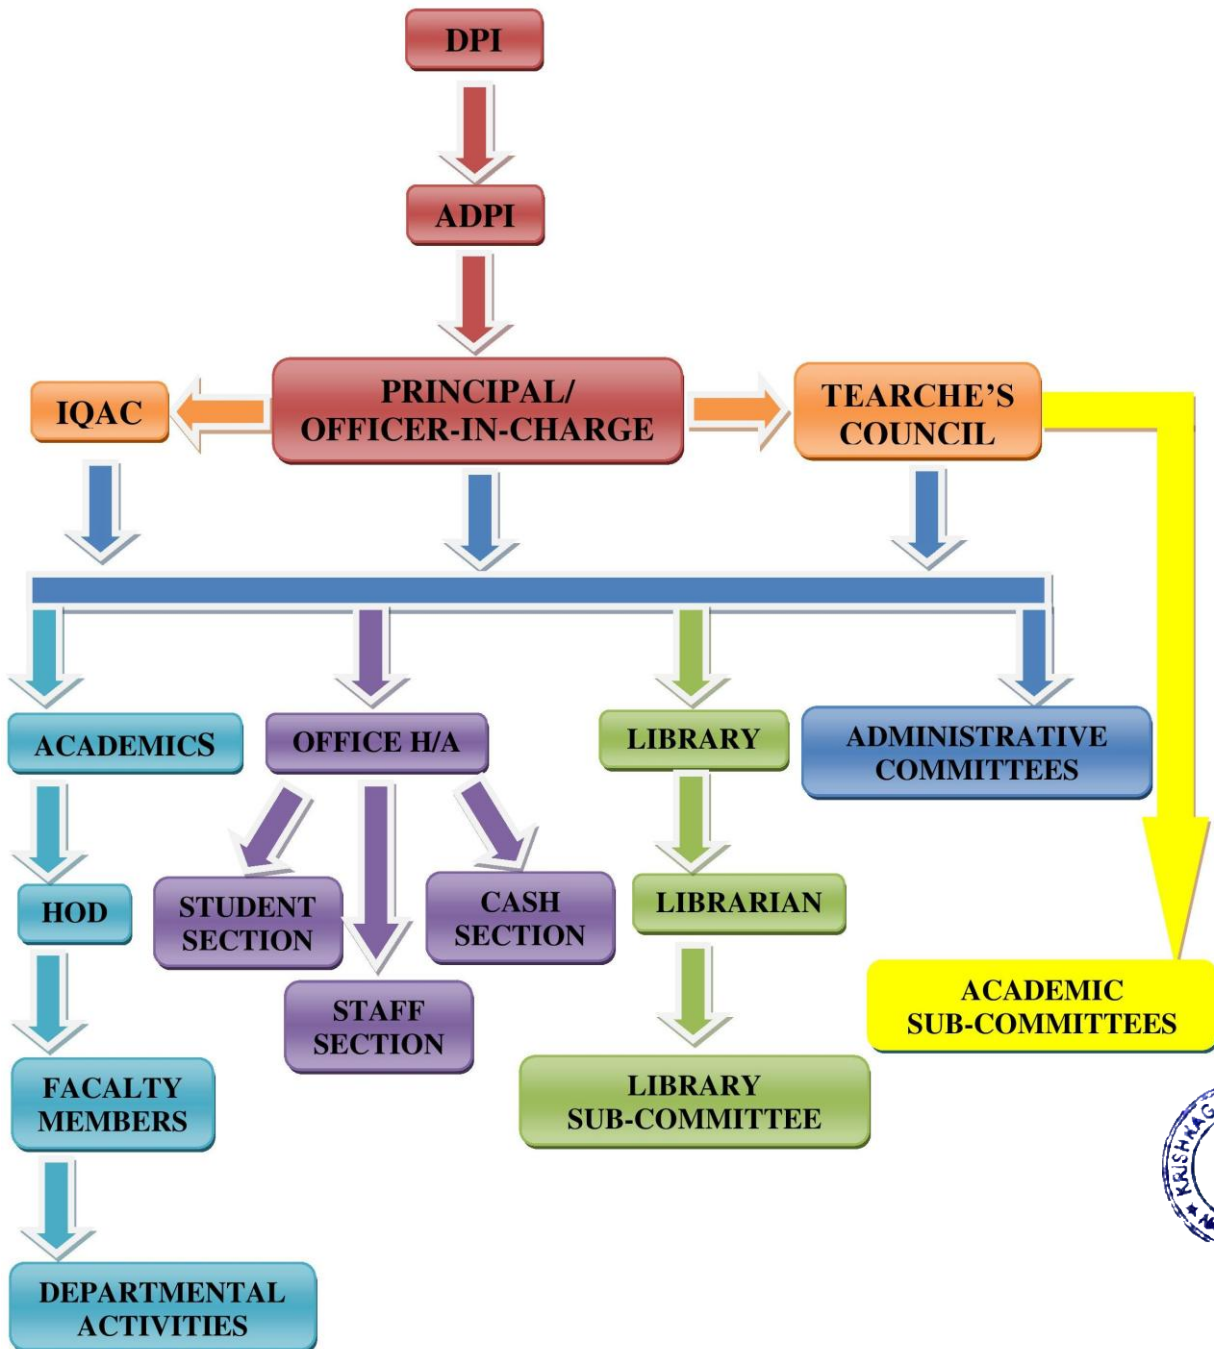 DPI
ADPI
IQAC
PRINCIPAL/
OFFICER-IN-CHARGE
TEARCHE’S
COUNCIL
ACADEMICS
OFFICE H/A
LIBRARY
ADMINISTRATIVE
COMMITTEES
HOD
STUDENT
SECTION
CASH
SECTION
LIBRARIAN
STAFF
SECTION
ACADEMIC
SUB-COMMITTEES
FACALTY
MEMBERS
LIBRARY
SUB-COMMITTEE
KRISHNAG
DEPARTMENTAL
ACTIVITIES